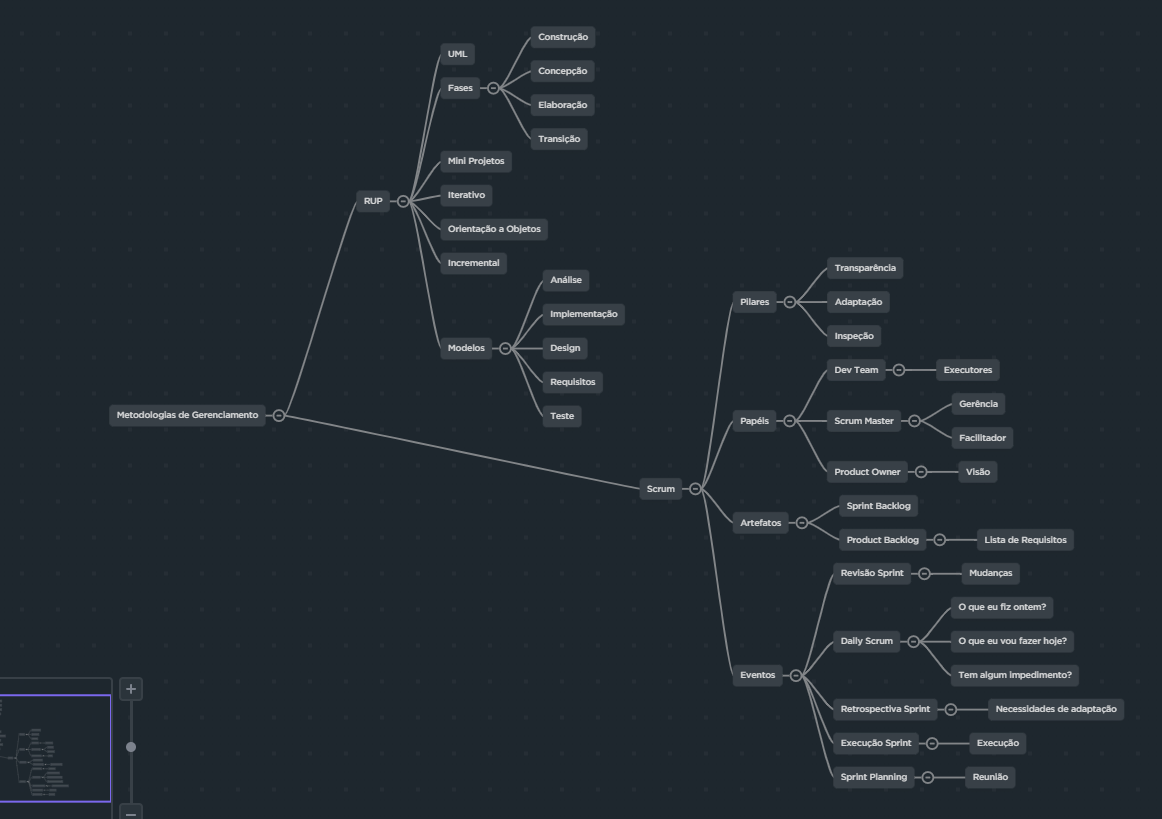 Metodologias de Gerenciamento
RUP
UML
Fases
Construção
Concepção
Elaboração
Transição
Mini Projetos
Iterativo
Orientação a Objetos
Incremental
Modelos
Análise
Implementação
Design
Requisitos
Teste
Scrum
Pilares
Transparência
Adaptação
Inspeção
Papéis
Dev Team
Executores
Scrum Master
Gerência
Facilitador
Product Owner
Visão
Artefatos
Sprint Backlog
Product Backlog
Lista de Requisitos
Eventos
Revisão Sprint
Mudanças
Daily Scrum
O que eu fiz ontem?
O que eu vou fazer hoje?
Tem algum impedimento?
Retrospectiva Sprint
Necessidades de adaptação
Execução Sprint
Execução
Sprint Planning
Reunião